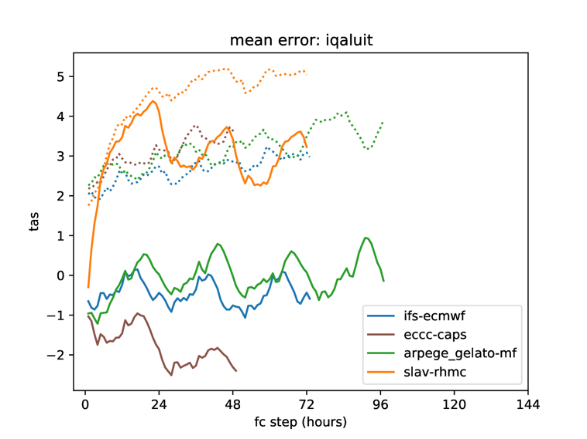 mean error: iqaluit
tas
5
4
3
2
1
0
−1
−2
0 24 48 72 96 120 144
fc step (hours)
ifs-ecmwf
eccc-caps
arpege_gelato-mf
slav-rhmc